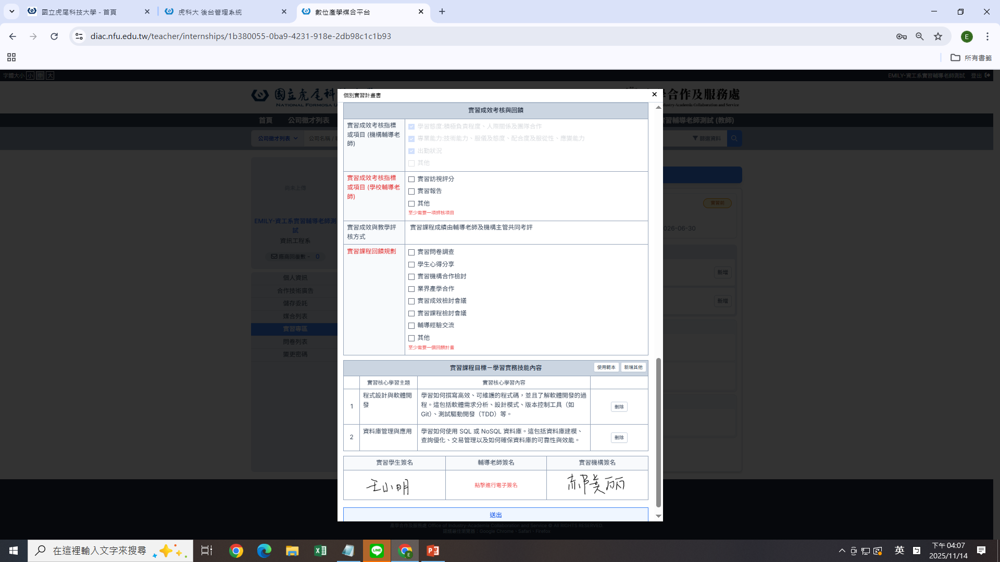 國立虎尾科技大學 - 首頁
虎科大 後台管理系統
數位產學媒合平台
diac.nfu.edu.tw/teacher/internships/1b380055-0ba9-4231-918e-2db98c1c1b93
E
所有書籤
字體大小 小 中 大
EMILY-資工系實習輔導老師測試 登出
國立虎尾科
NATIONAL FORMOSA U
學合作及服務處
dustry-Academia Collaboration and Service
首頁
公司徵才列表
習輔導老師測試 (教師)
公司徵才列表
公司名稱 /
篩選資料
尚未上傳
EMILY-資工系實習輔導老師測試
資訊工程系
廠商回復數 - 0
個人資訊
合作技術廣告
儲存委託
媒合列表
實習專區
問卷列表
變更密碼
實習前
026-06-30
新增
新增
個別實習計畫書
實習成效考核與回饋
實習成效考核指標或項目 (機構輔導老師)
學習態度:積極負責程度、人際關係及團隊合作
專業能力:技術能力、服儀及態度、配合度及服從性、應變能力
出勤狀況
其他
實習成效考核指標或項目 (學校輔導老師)
實習訪視評分
實習報告
其他
至少需要一項評核項目
實習成效與教學評核方式
實習課程成績由輔導老師及機構主管共同考評
實習課程回饋規劃
實習問卷調查
學生心得分享
實習機構合作檢討
業界產學合作
實習成效檢討會議
實習課程檢討會議
輔導經驗交流
其他
至少需要一個回饋計畫
實習課程目標－學習實務技能內容
使用範本
新增其他
實習核心學習主題
實習核心學習內容
1
程式設計與軟體開發
學習如何撰寫高效、可維護的程式碼，並且了解軟體開發的過
程。這包括軟體需求分析、設計模式、版本控制工具（如
Git）、測試驅動開發（TDD）等。
刪除
2
資料庫管理與應用
學習如何使用 SQL 或 NoSQL 資料庫。這包括資料庫建模、
查詢優化、交易管理以及如何確保資料庫的可靠性與效能。
刪除
實習學生簽名
輔導老師簽名
實習機構簽名
王小明
點擊進行電子簽名
郝美丽
送出
產學合作及服務處 Office of Industry-Academia Collaboration and Service © All RIGHTS RESERVED.
建議最佳瀏覽器：Google Chrome、Safari、Firefox
在這裡輸入文字來搜尋
英
下午 04:07
2025/11/14